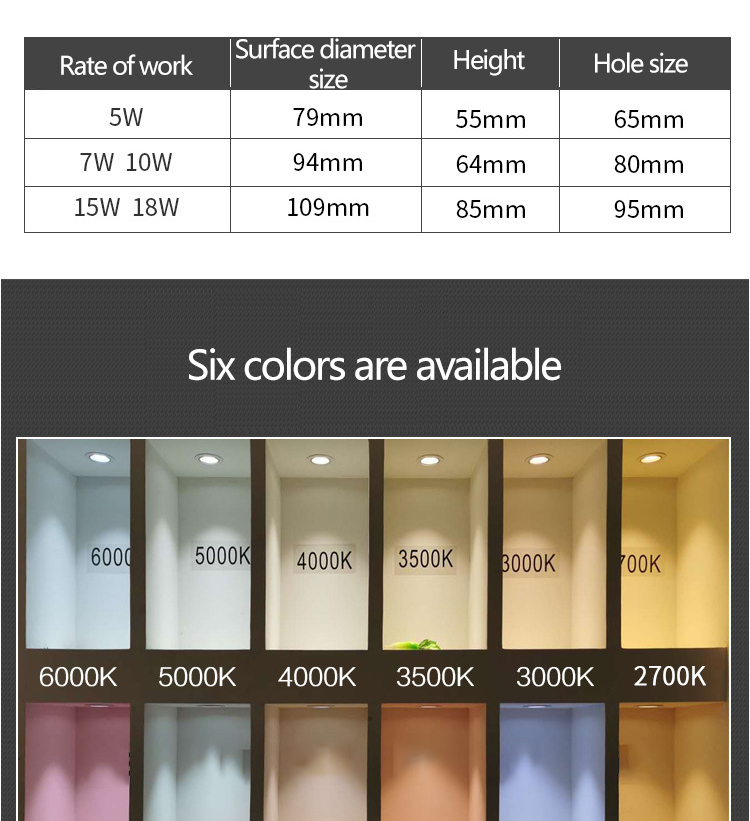 Rate of work Surface diameter size Height Hole size
5W 79mm 55mm 65mm
7W 10W 94mm 64mm 80mm
15W 18W 109mm 85mm 95mm
Six colors are available
6000 5000K 4000K 3500K 3000K 700K
6000K 5000K 4000K 3500K 3000K 2700K